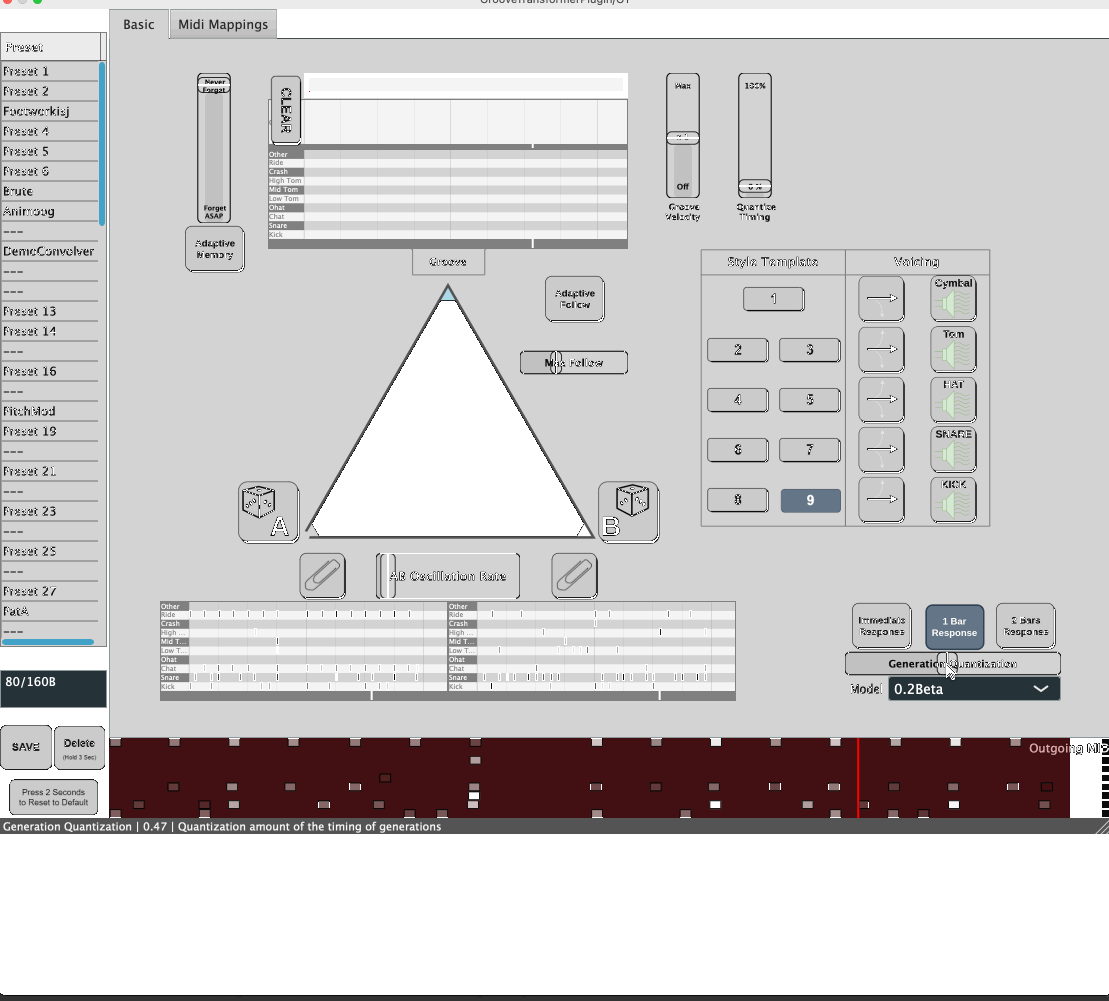 GrooveTransformerPlugin/GT
Basic
Midi Mappings
Preset
Preset 1
Preset 2
Footworkisj
Preset 4
Preset 5
Preset 6
Brute
Animoog
---
DemoConvolver
---
---
Preset 13
Preset 14
---
Preset 16
---
PitchMod
Preset 19
---
Preset 21
---
Preset 23
---
Preset 25
---
Preset 27
PatA
---
80/160B
SAVE
Delete
(Hold 3 Sec)
Press 2 Seconds
to Reset to Default
Never
Forget
Forget
ASAP
Adaptive
Memory
CLEAR
Other
Ride
Crash
High Tom
Mid Tom
Low Tom
Ohat
Chat
Snare
Kick
Groove
Max
Off
Groove
Velocity
100%
0 %
Quantize
Timing
Adaptive
Follow
Max Follow
A
B
AB Oscillation Rate
Style Template
Voicing
1
2
3
4
5
6
7
8
9
Cymbal
Tom
HAT
SNARE
KICK
Other
Ride
Crash
High ...
Mid T...
Low T...
Ohat
Chat
Snare
Kick
Other
Ride
Crash
High ...
Mid T...
Low T...
Ohat
Chat
Snare
Kick
Immediate
Response
1 Bar
Response
2 Bars
Response
Generation Quantization
Model
0.2Beta
Outgoing
Generation Quantization | 0.47 | Quantization amount of the timing of generations